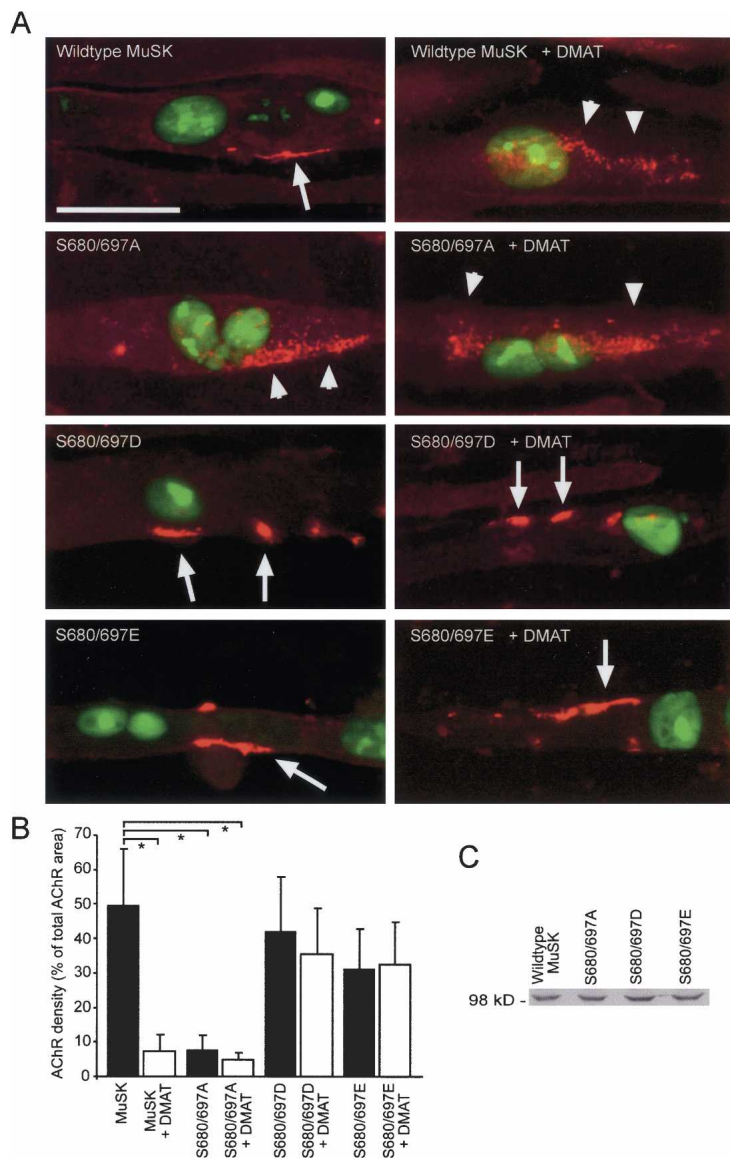 A
Wildtype MuSK
Wildtype MuSK + DMAT
S680/697A
S680/697A + DMAT
S680/697D
S680/697D + DMAT
S680/697E
S680/697E + DMAT
B
AChR density (% of total AChR area)
70
60
50
40
30
20
10
0
*
*
*
MuSK
MuSK
+ DMAT
S680/697A
S680/697A
+ DMAT
S680/697D
S680/697D
+ DMAT
S680/697E
S680/697E
+ DMAT
C
Wildtype
MuSK
S680/697A
S680/697D
S680/697E
98 kD -